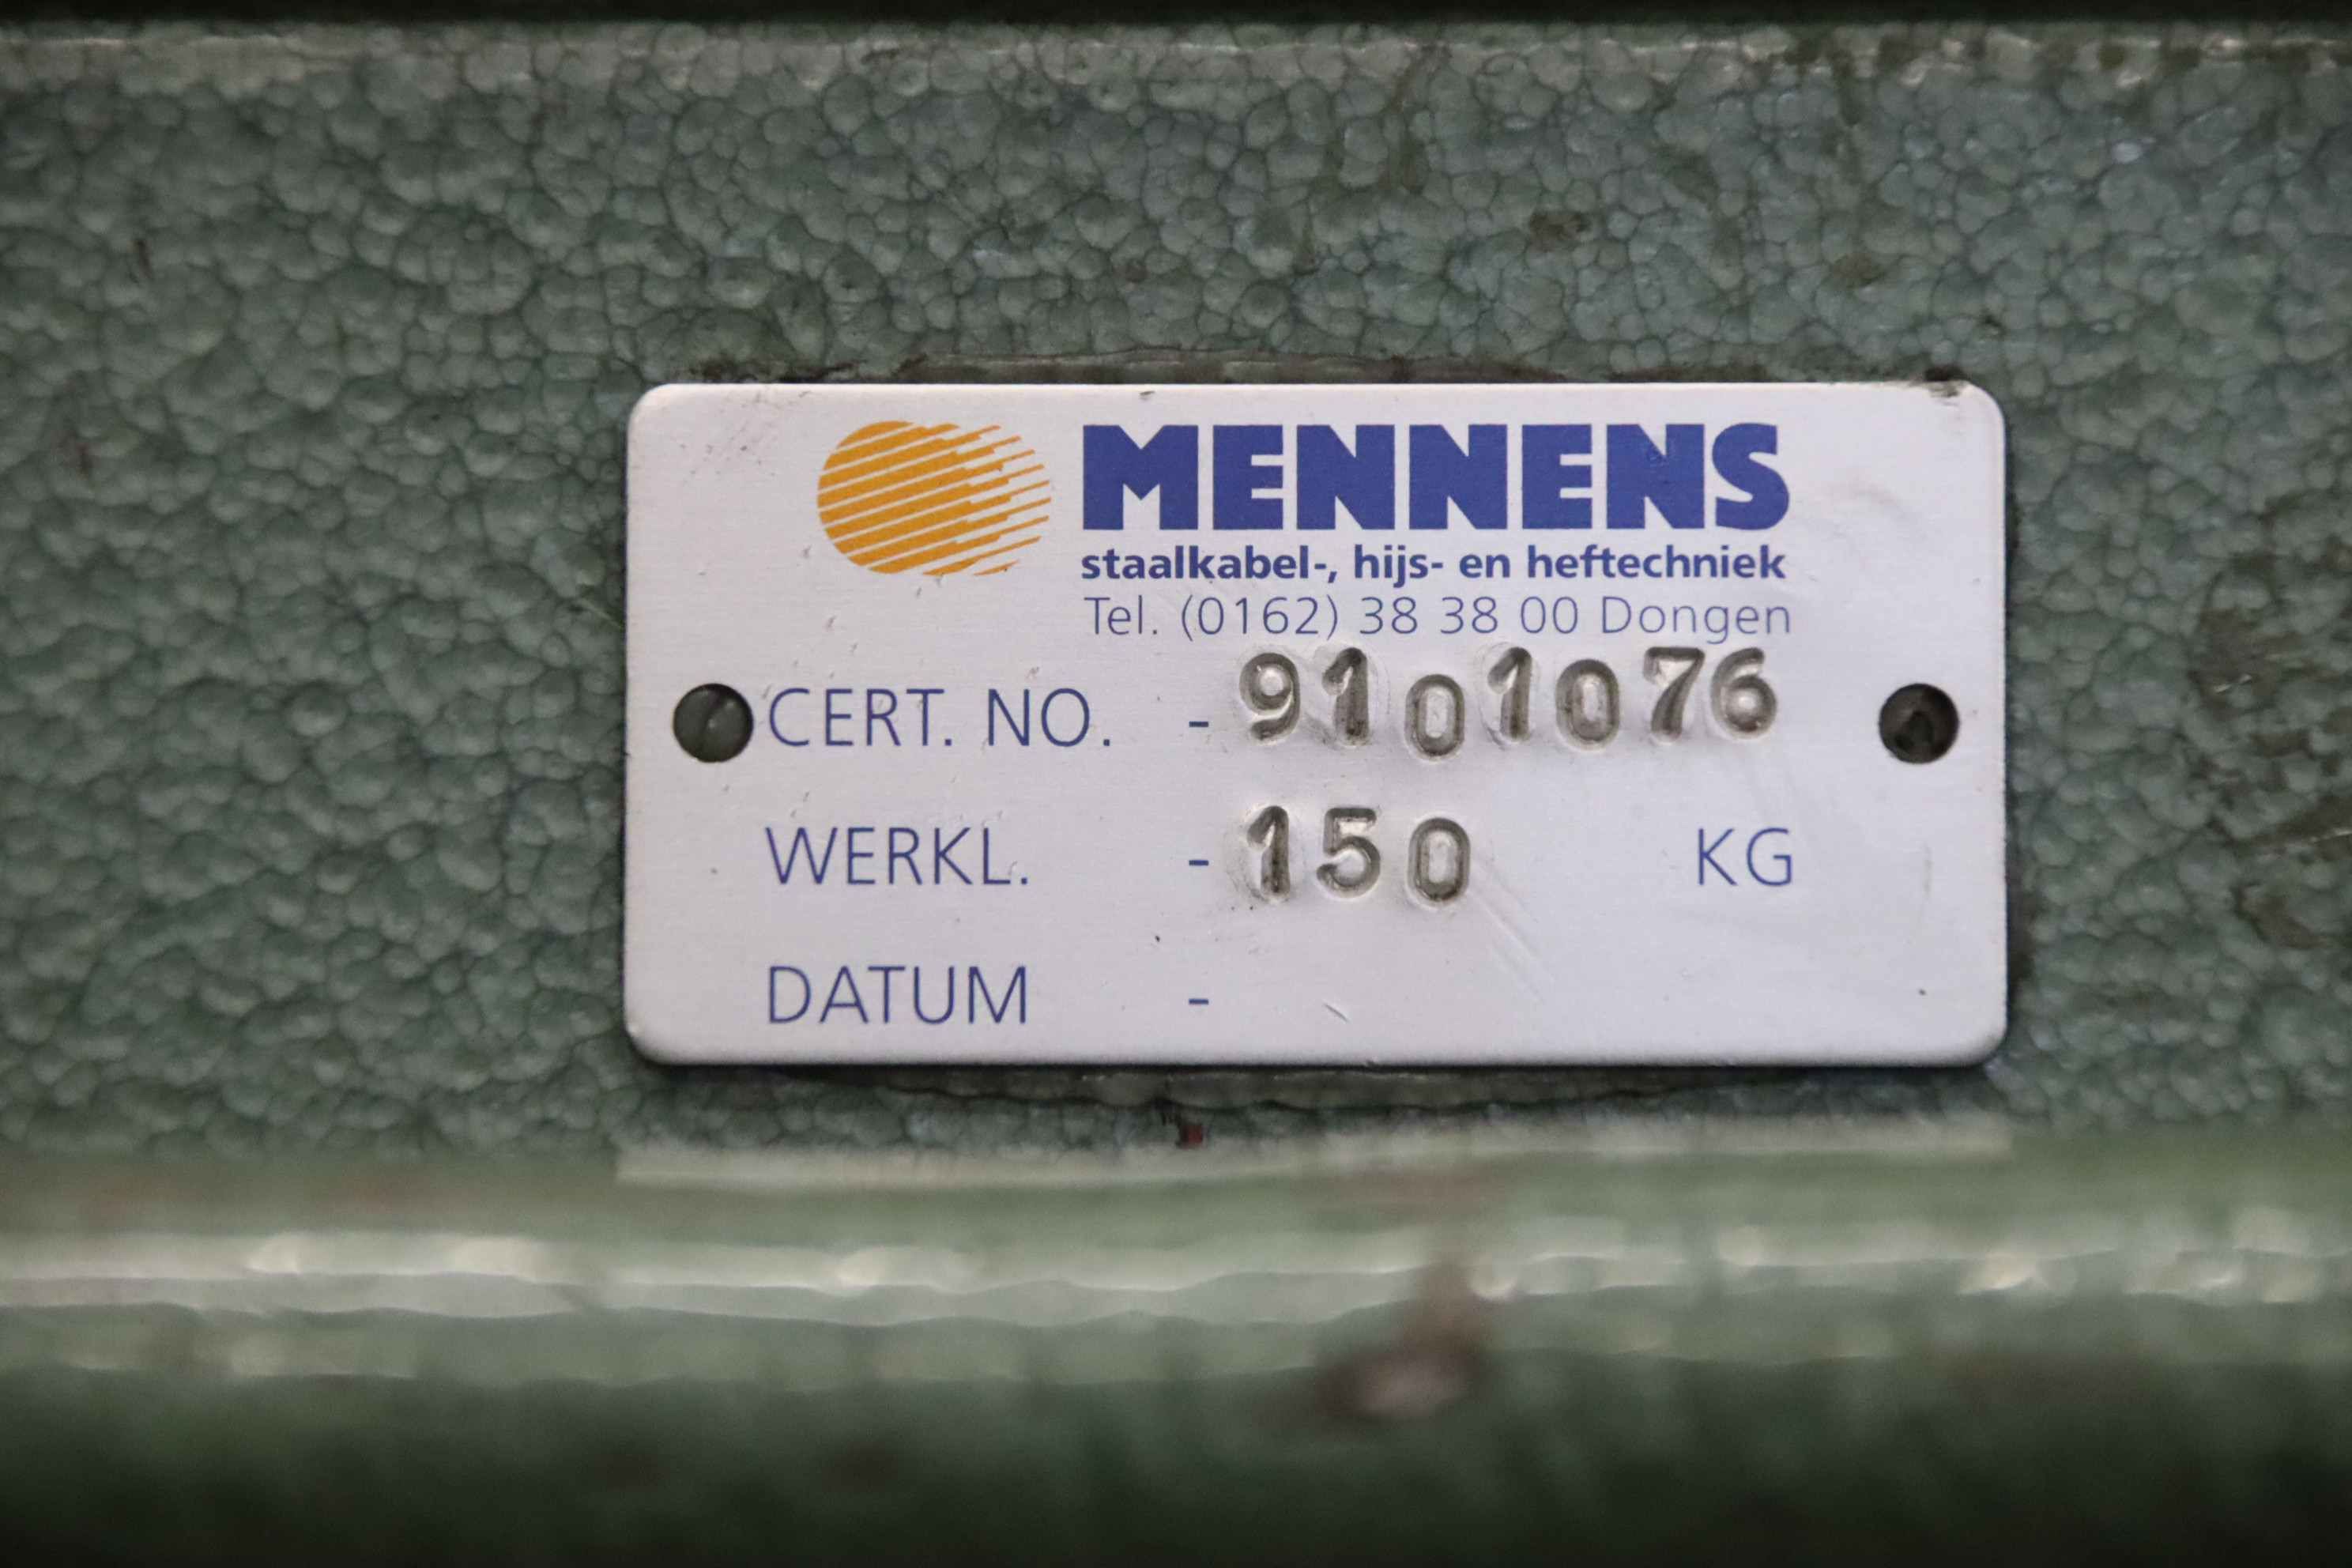 MENNENS
staalkabel-, hijs- en heftechniek
Tel. (0162) 38 38 00 Dongen
CERT. NO. - 9101076
WERKL. - 150 KG
DATUM -